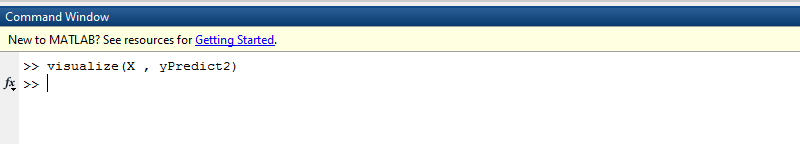 Command Window
New to MATLAB? See resources for Getting Started.
>> visualize(X , yPredict2)
fx >>